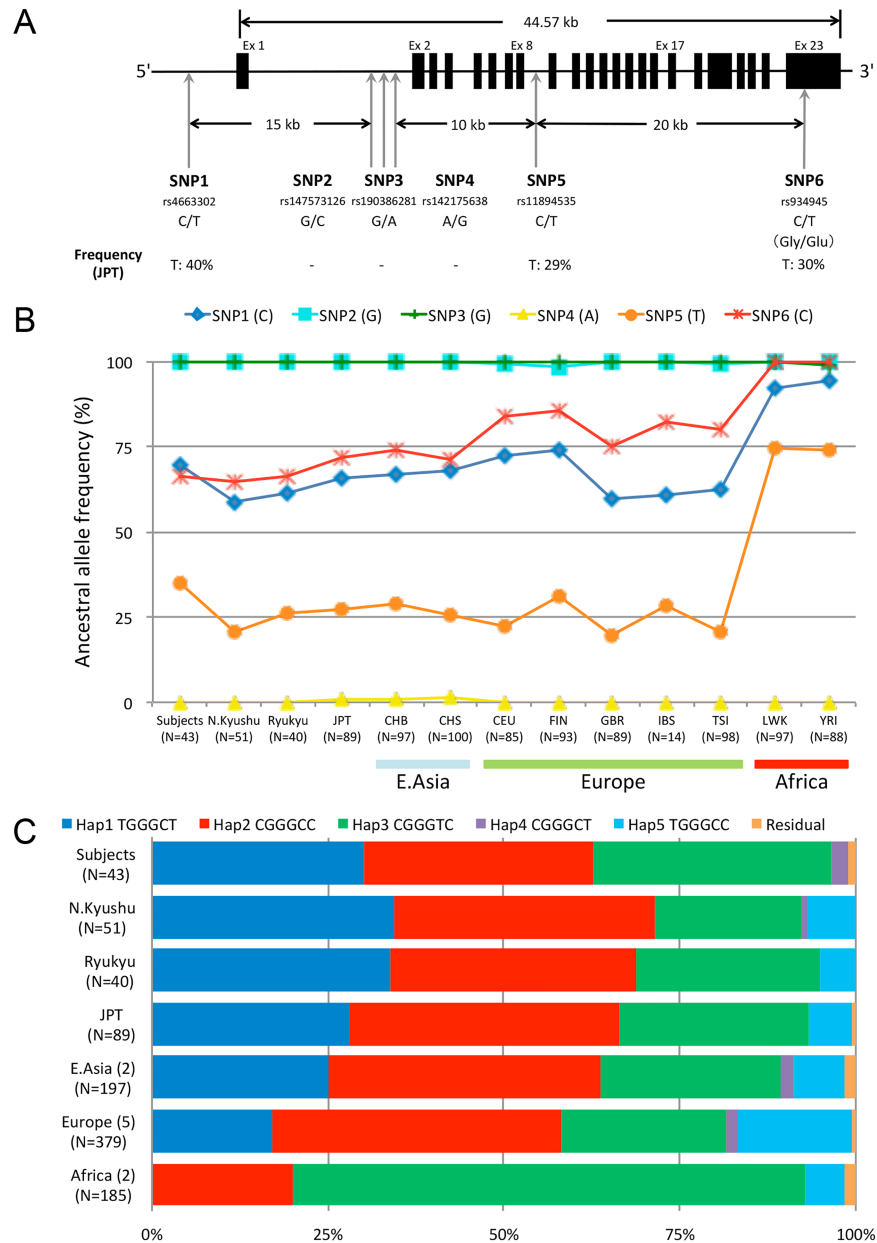 A
44.57 kb
Ex 1
Ex 2
Ex 8
Ex 17
Ex 23
5'
3'
15 kb
10 kb
20 kb
SNP1 SNP2 SNP3 SNP4 SNP5 SNP6
rs4663302 rs147573126 rs190386281 rs142175638 rs11894535 rs934945
C/T G/C G/A A/G C/T C/T
(Gly/Glu)
Frequency
(JPT)
T: 40% - - - T: 29% T: 30%
B
SNP1 (C) SNP2 (G) SNP3 (G) SNP4 (A) SNP5 (T) SNP6 (C)
Ancestral allele frequency (%)
100
75
50
25
0
Subjects N.Kyushu Ryukyu JPT CHB CHS CEU FIN GBR IBS TSI LWK YRI
(N=43) (N=51) (N=40) (N=89) (N=97) (N=100) (N=85) (N=93) (N=89) (N=14) (N=98) (N=97) (N=88)
E.Asia Europe Africa
C
Hap1 TGGGCT Hap2 CGGGCC Hap3 CGGGTC Hap4 CGGGCT Hap5 TGGGCC Residual
Subjects
(N=43)
N.Kyushu
(N=51)
Ryukyu
(N=40)
JPT
(N=89)
E.Asia (2)
(N=197)
Europe (5)
(N=379)
Africa (2)
(N=185)
0% 25% 50% 75% 100%